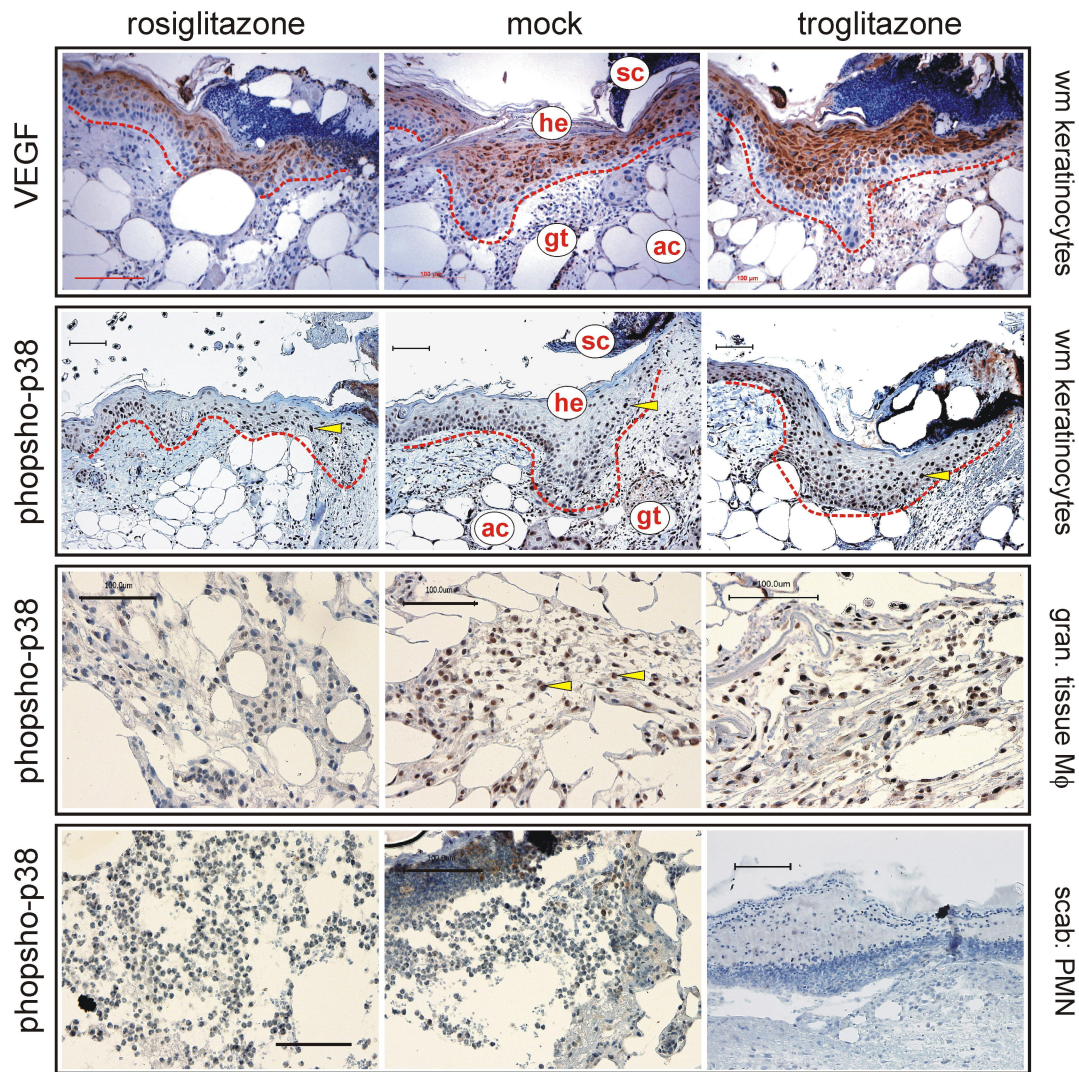 rosiglitazone mock troglitazone
VEGF
wm keratinocytes
sc
he
gt
ac
100 µm
100 µm
phopsho-p38
wm keratinocytes
sc
he
ac
gt
phopsho-p38
gran. tissue Mϕ
100.0um
100.0um
100.0um
phopsho-p38
scab: PMN
100.0um